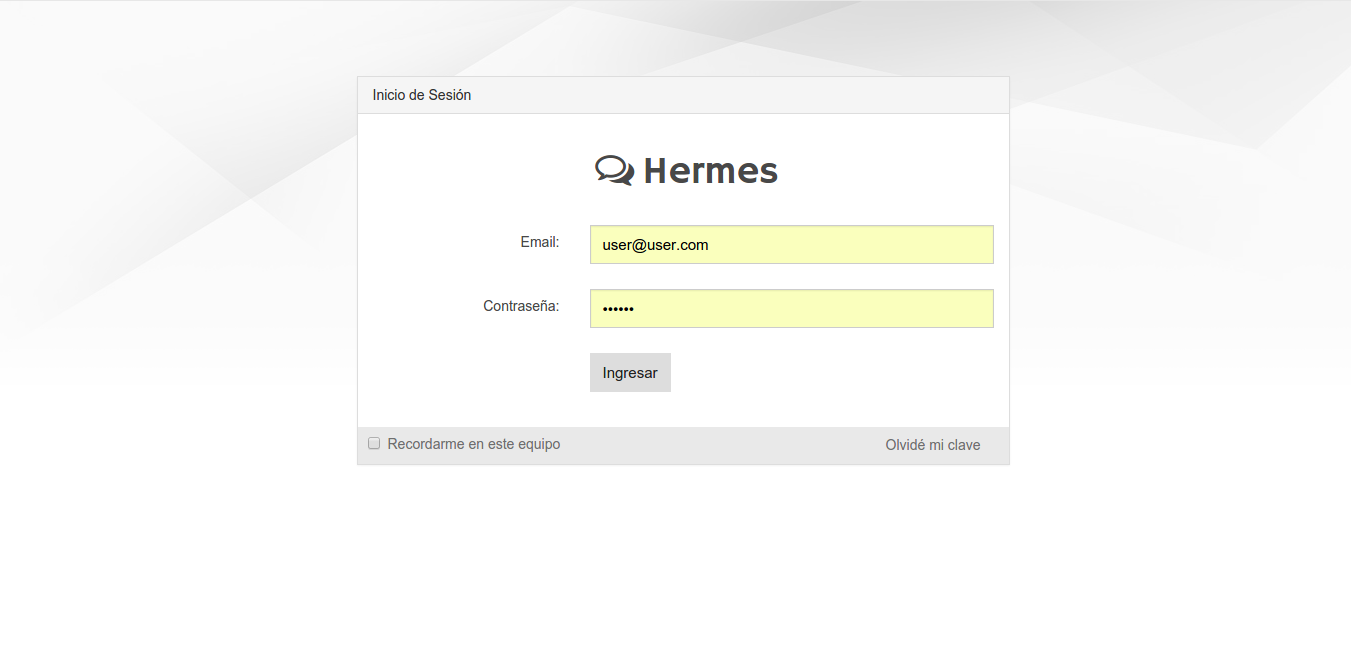 Inicio de Sesión
Hermes
Email:
user@user.com
Contraseña:
••••••
Ingresar
Recordarme en este equipo
Olvidé mi clave